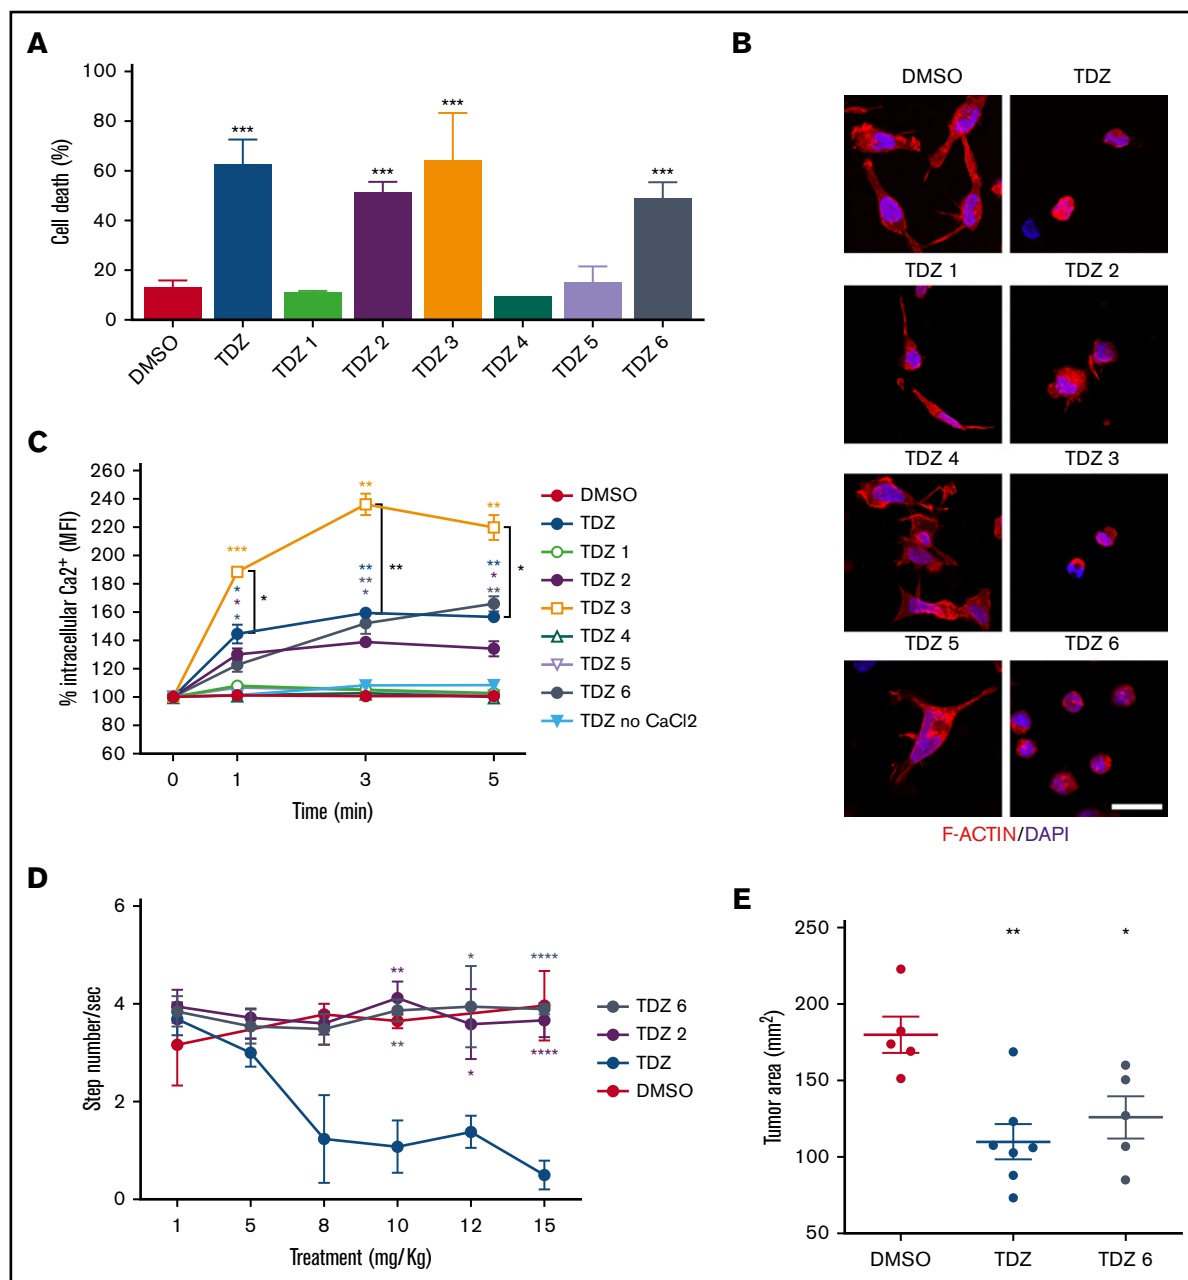 A
100
80
60
40
20
0
Cell death (%)
***
***
***
***
DMSO
TDZ
TDZ 1
TDZ 2
TDZ 3
TDZ 4
TDZ 5
TDZ 6
B
DMSO TDZ
TDZ 1 TDZ 2
TDZ 4 TDZ 3
TDZ 5 TDZ 6
F-ACTIN/DAPI
C
260
240
220
200
180
160
140
120
100
80
60
% intracellular Ca2+ (MFI)
***
*
*
*
*
**
**
**
*
**
**
**
*
**
*
0 1 3 5
Time (min)
DMSO
TDZ
TDZ 1
TDZ 2
TDZ 3
TDZ 4
TDZ 5
TDZ 6
TDZ no CaCl2
D
6
4
2
0
Step number/sec
**
**
*
*
****
****
1 5 8 10 12 15
Treatment (mg/Kg)
TDZ 6
TDZ 2
TDZ
DMSO
E
250
200
150
100
50
Tumor area (mm2)
**
*
DMSO TDZ TDZ 6